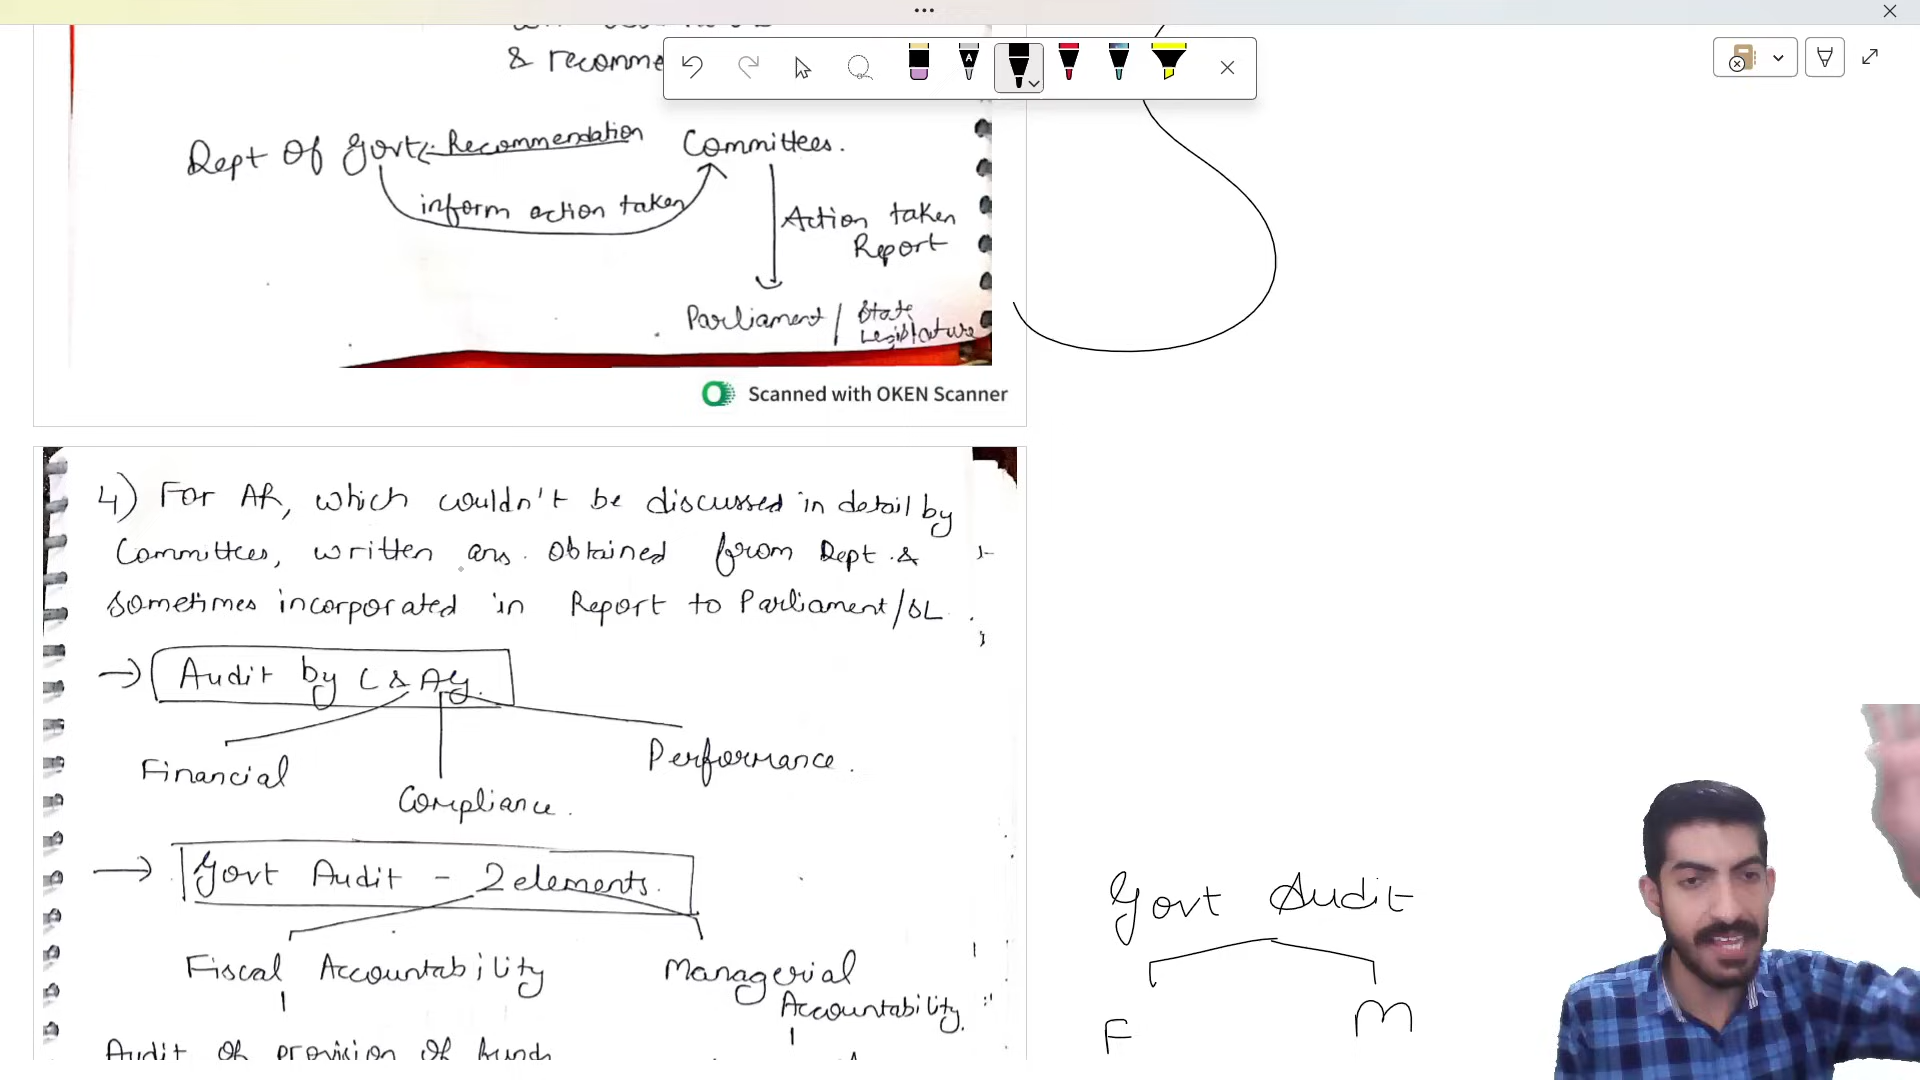 & recomme
Dept Of Govt Recommendation Committees.
inform action taken
Action taken
Report
Parliament / State
Legislature
Scanned with OKEN Scanner
4) For AR, which wouldn't be discussed in detail by
Committees, written ans. obtained from Dept. &
sometimes incorporated in Report to Parliament/SL.
→ Audit by C & AG.
Financial
Performance.
Compliance.
→ Govt Audit - 2 elements.
Fiscal Accountability
Managerial
Accountability.
Audit of provision of funds
Govt Audit
F M